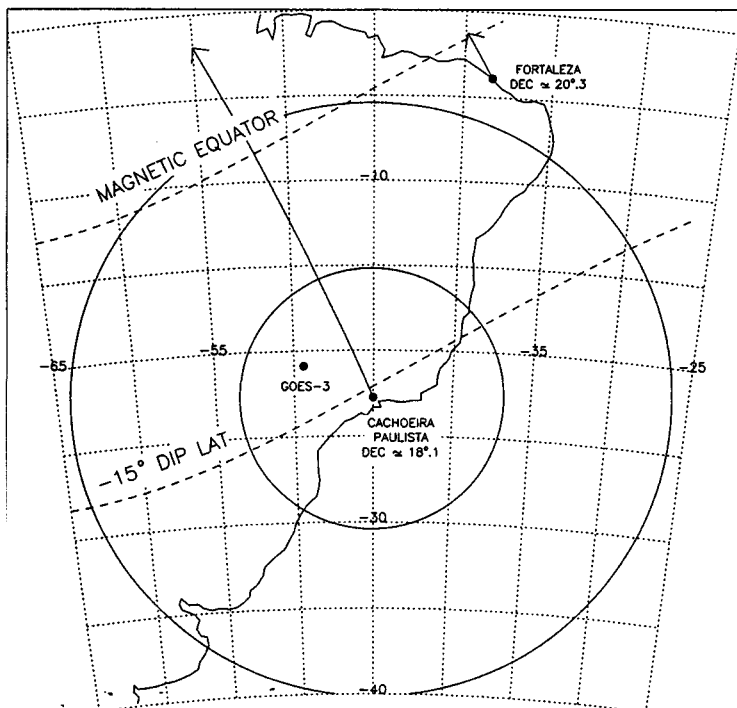 FORTALEZA
DEC ≃ 20°.3
MAGNETIC EQUATOR
-10
-65
-55
-35
-25
GOES-3
CACHOEIRA
PAULISTA
DEC ≃ 18°.1
-15° DIP LAT
-30
-40